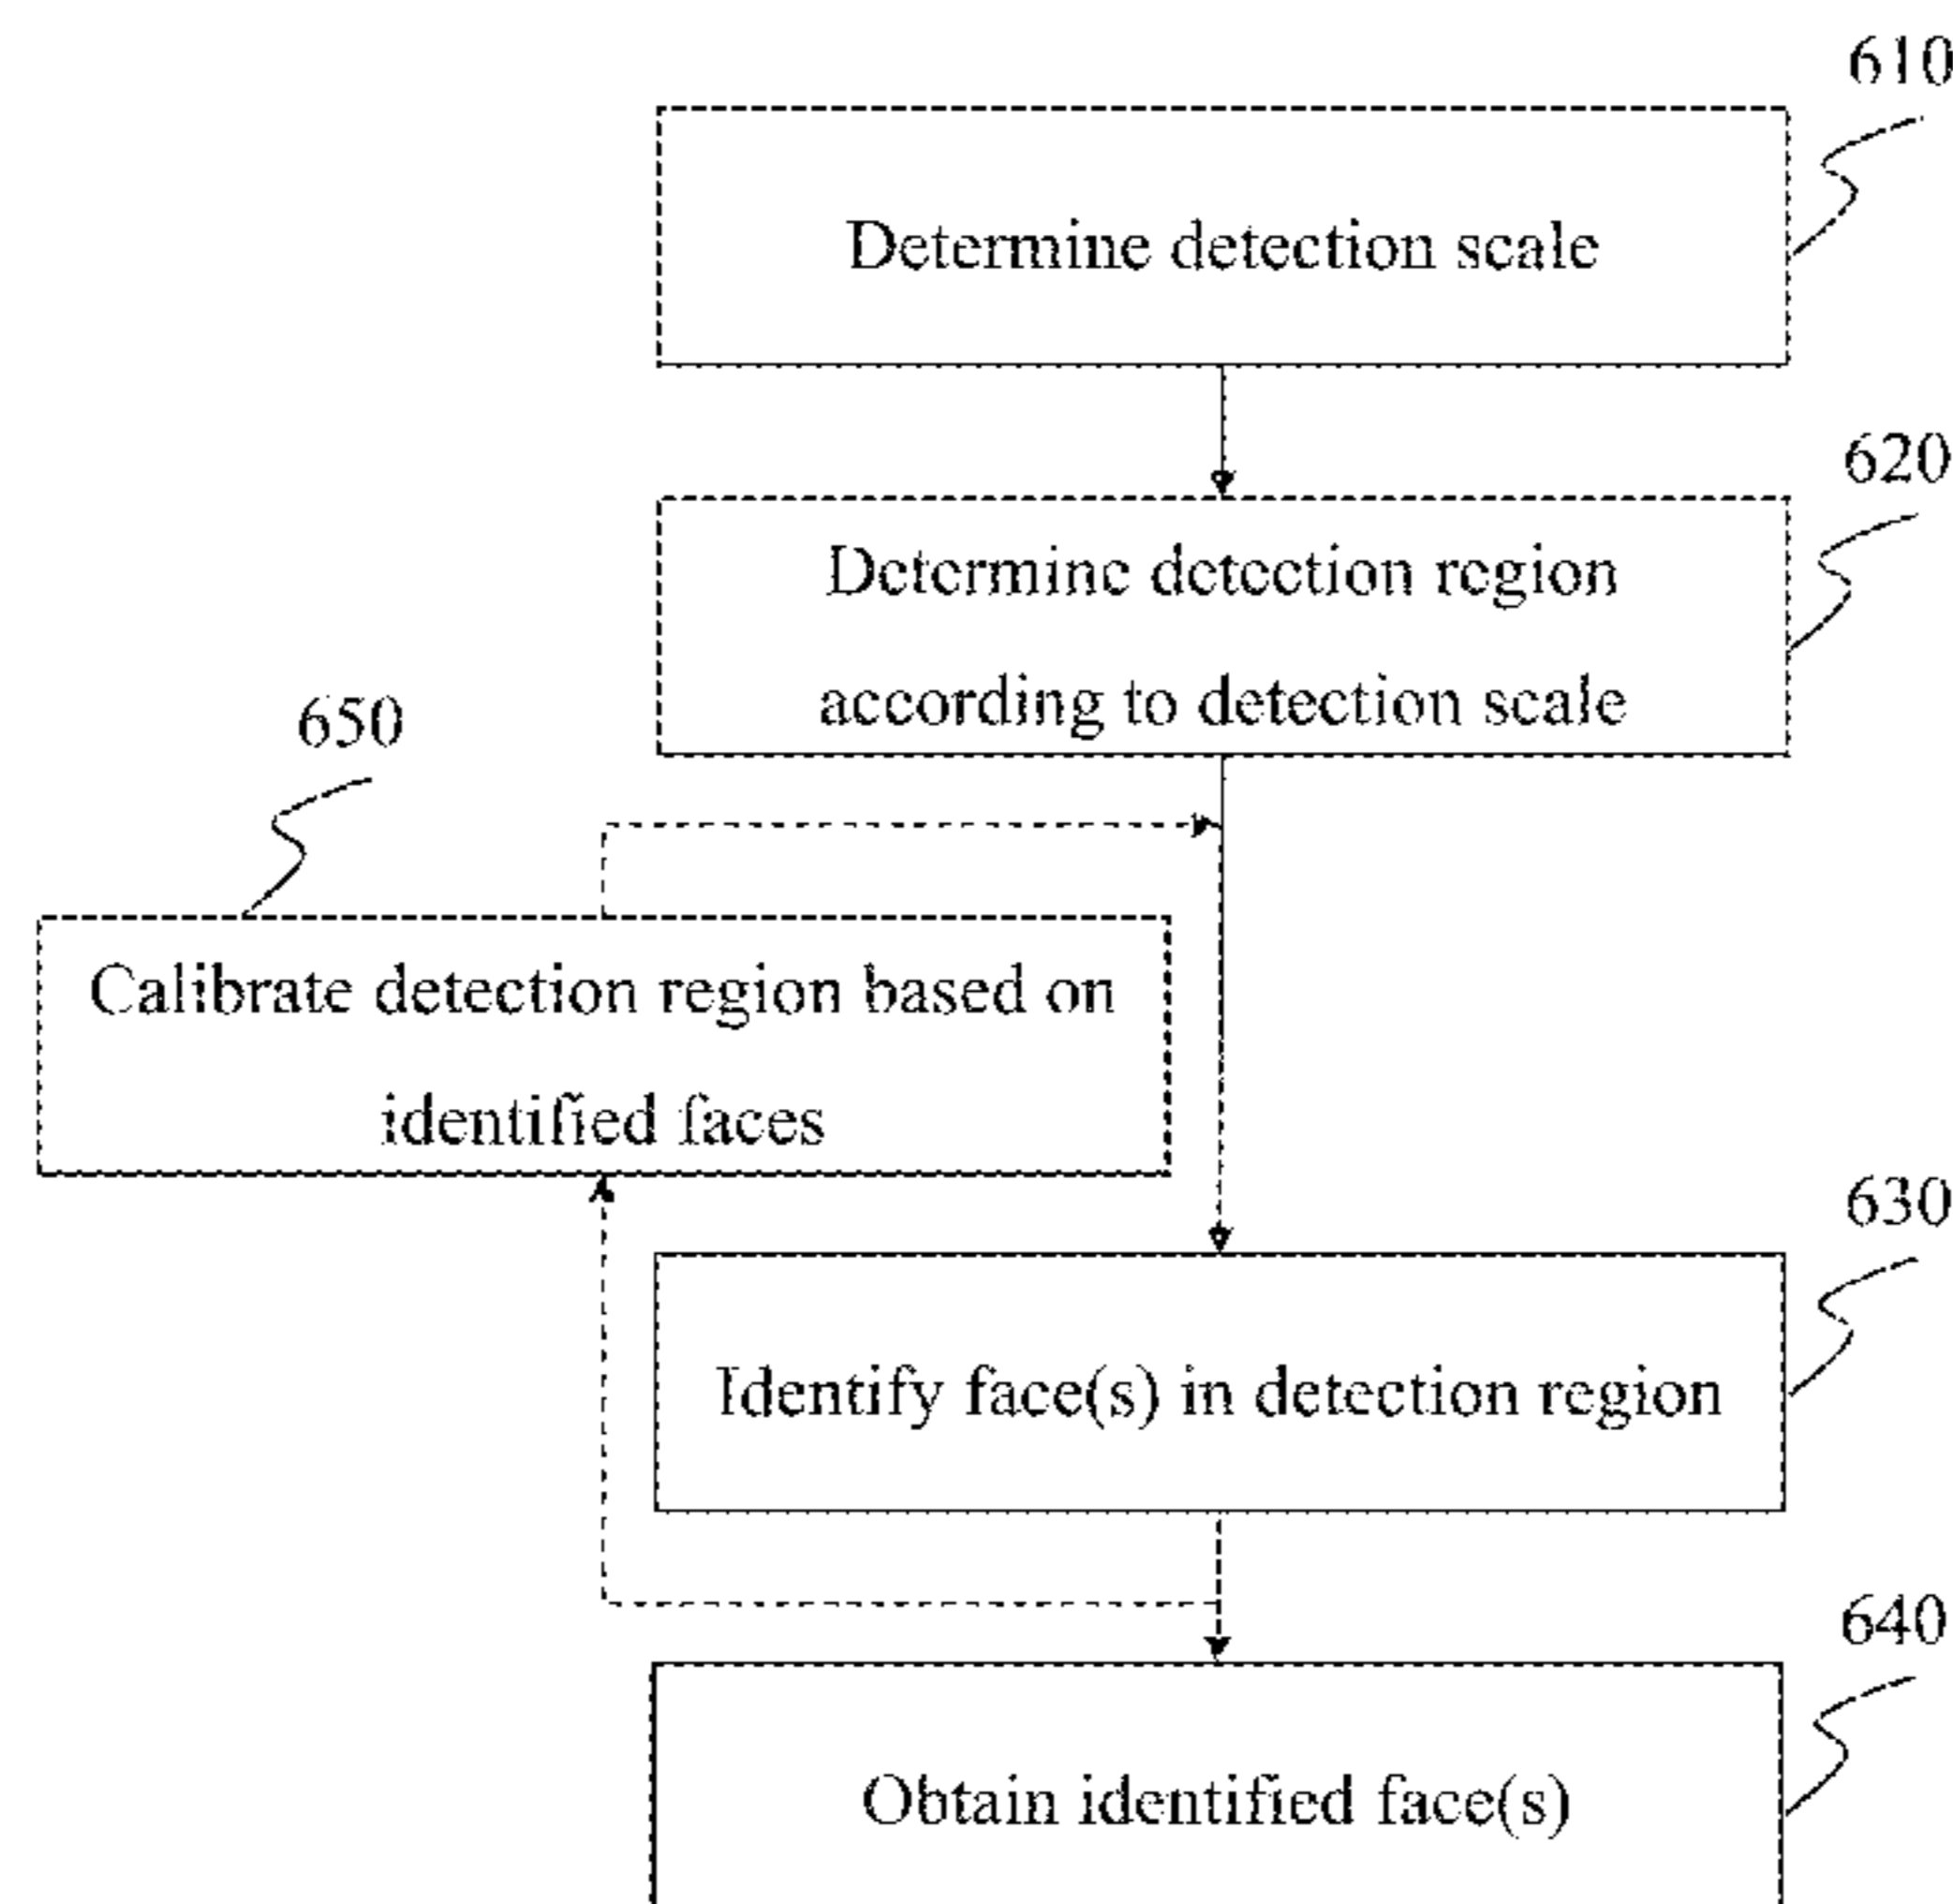 610
Determine detection scale
620
Determine detection region
according to detection scale
650
Calibrate detection region based on
identified faces
630
Identify face(s) in detection region
640
Obtain identified face(s)